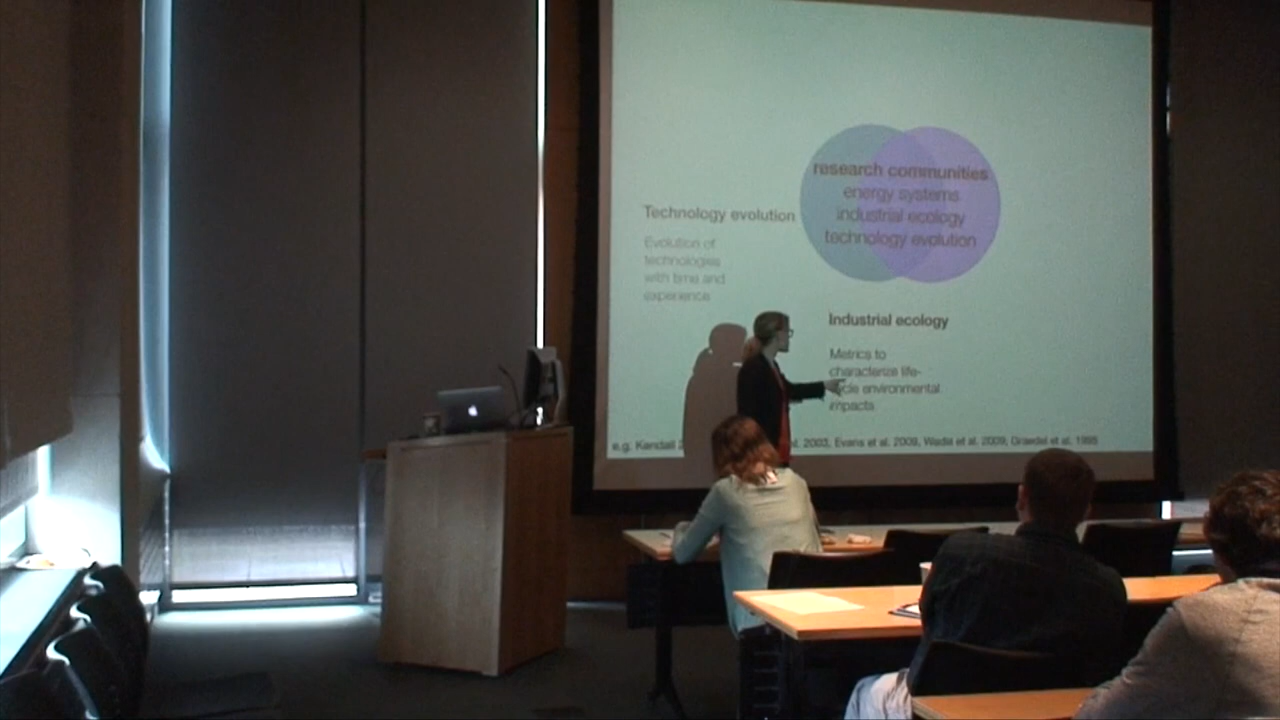 research communities
energy systems
industrial ecology
technology evolution
Technology evolution
Evolution of
technologies
with time and
experience
Industrial ecology
Metrics to
characterize life-
cle environmental
impacts
e.g. Kendall 2003, Evans et al. 2009, Wadia et al. 2009, Graedel et al. 1998